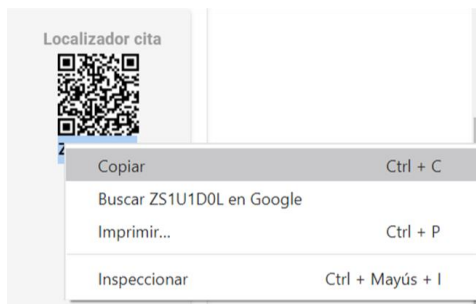 Localizador cita
Z
Copiar Ctrl + C
Buscar ZS1U1D0L en Google
Imprimir... Ctrl + P
Inspeccionar Ctrl + Mayús + I